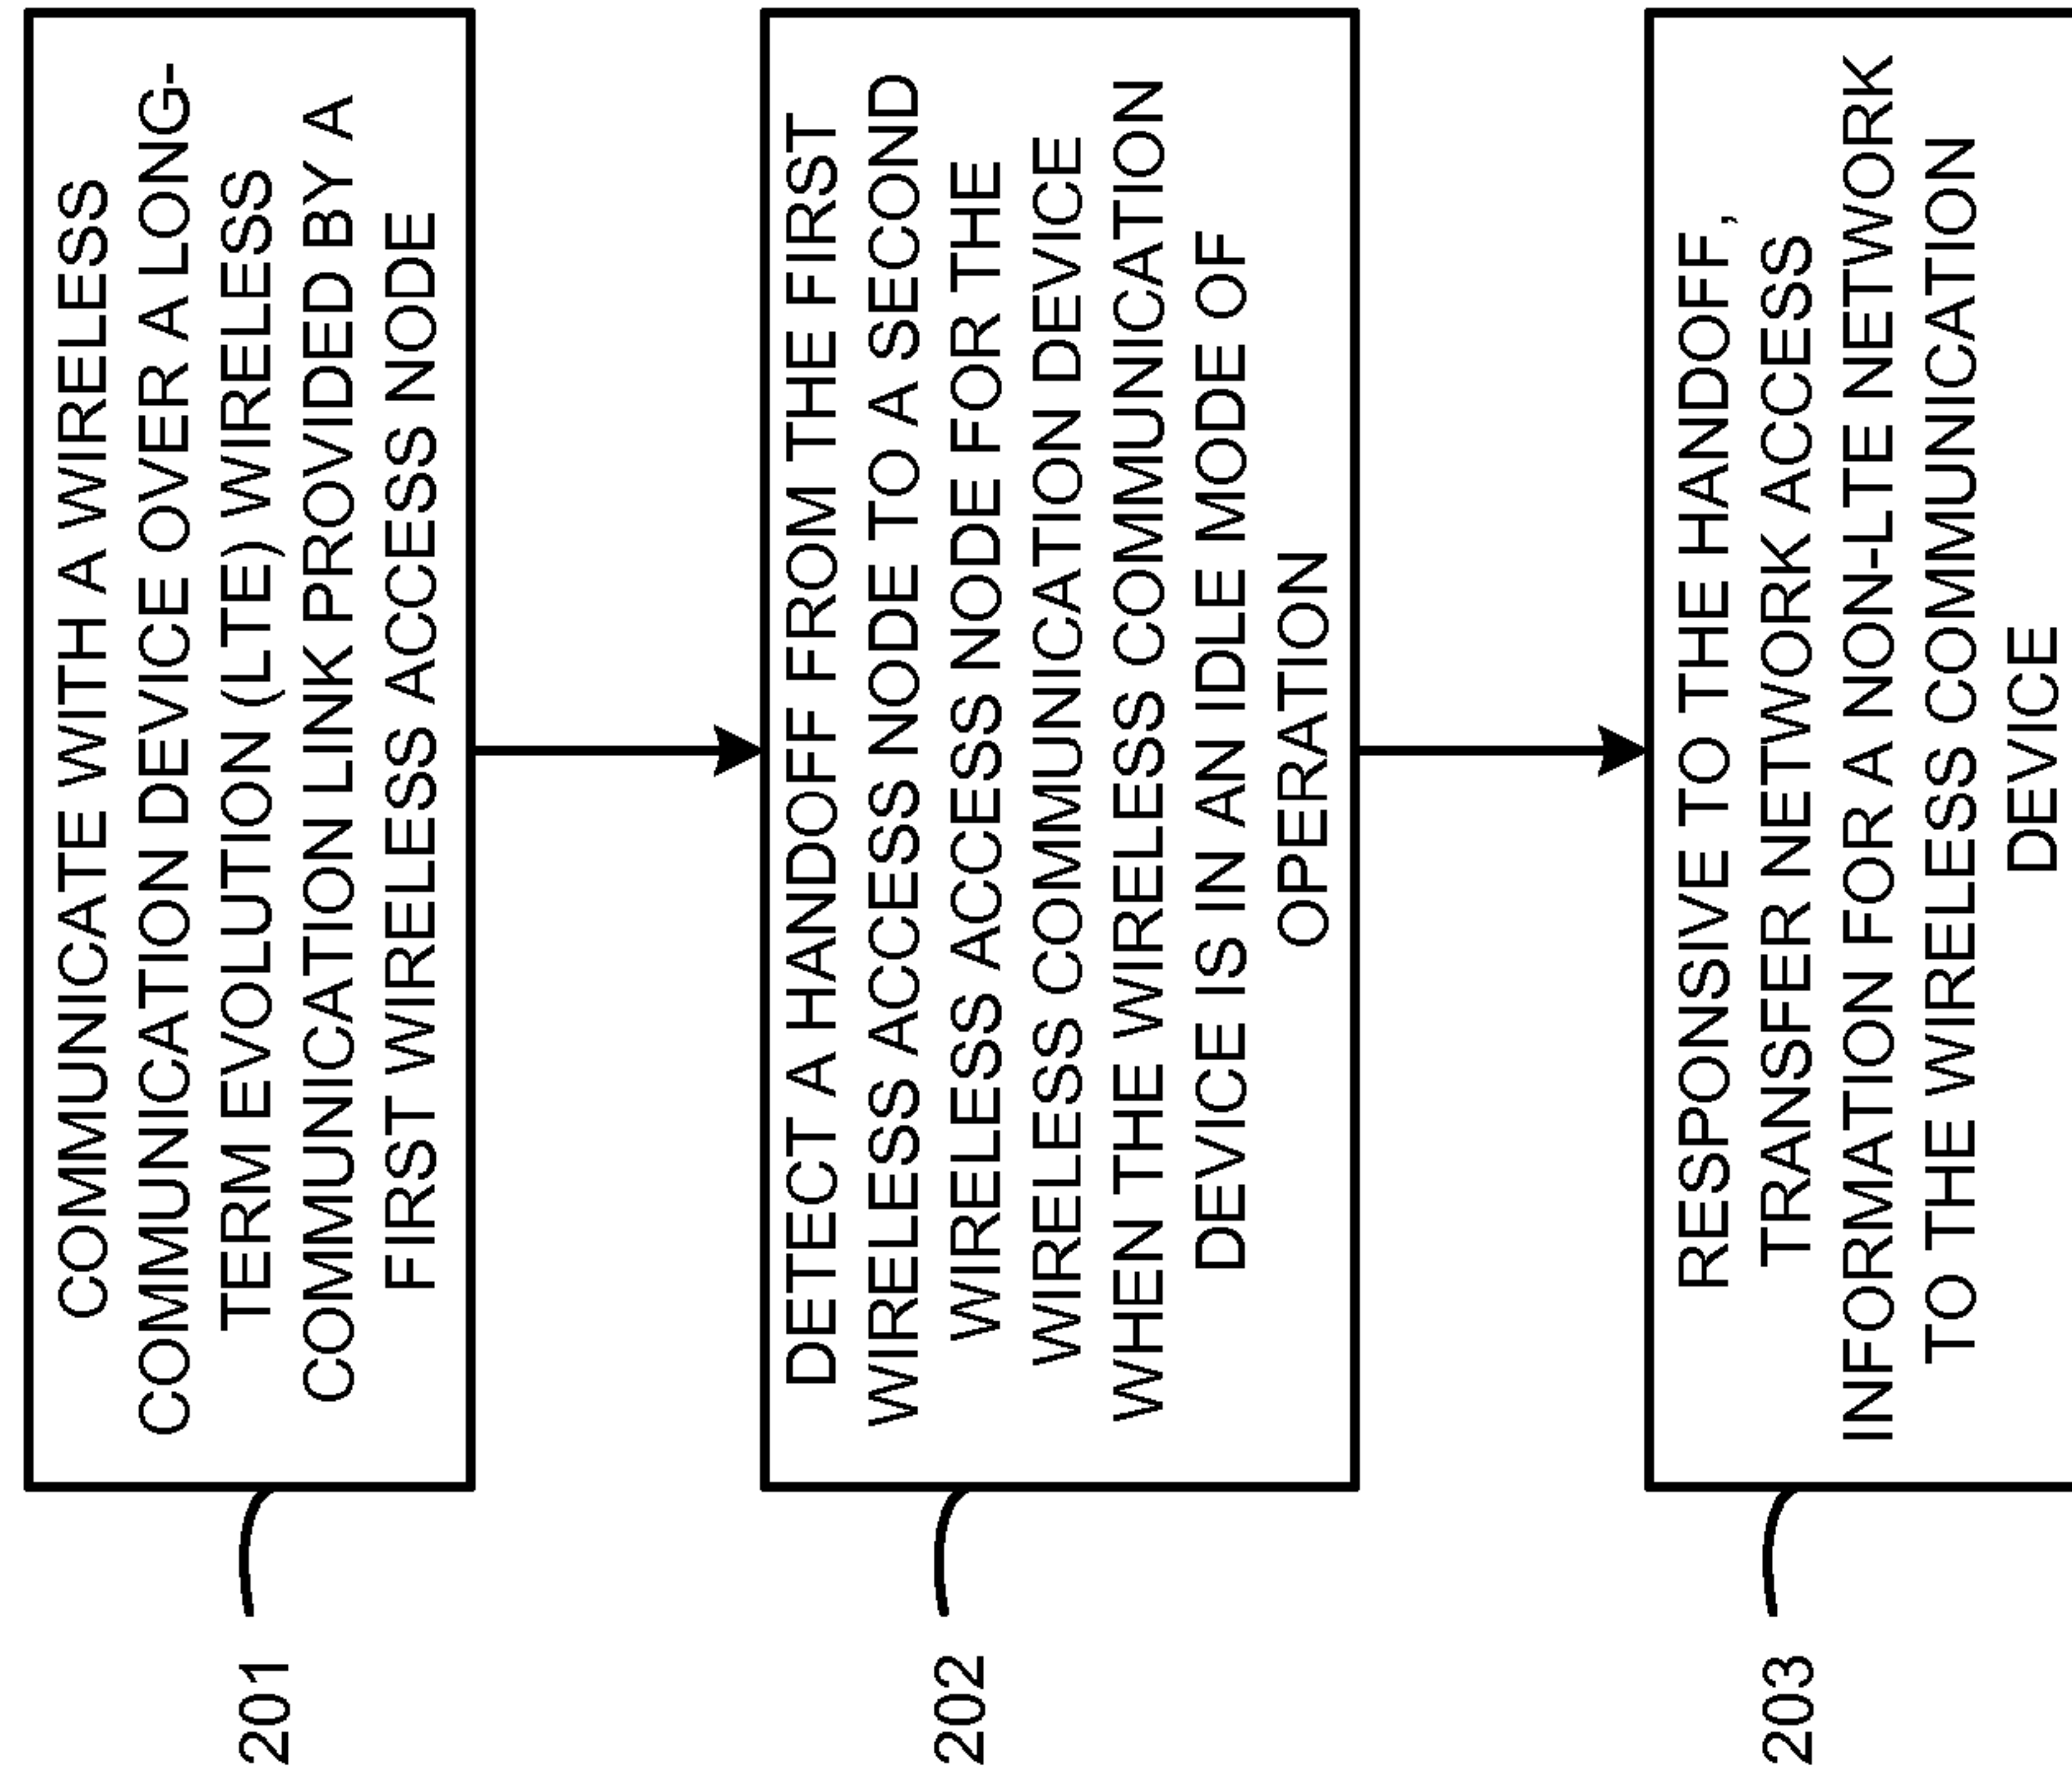 201
COMMUNICATE WITH A WIRELESS
COMMUNICATION DEVICE OVER A LONG-
TERM EVOLUTION (LTE) WIRELESS
COMMUNICATION LINK PROVIDED BY A
FIRST WIRELESS ACCESS NODE
202
DETECT A HANDOFF FROM THE FIRST
WIRELESS ACCESS NODE TO A SECOND
WIRELESS ACCESS NODE FOR THE
WIRELESS COMMUNICATION DEVICE
WHEN THE WIRELESS COMMUNICATION
DEVICE IS IN AN IDLE MODE OF
OPERATION
203
RESPONSIVE TO THE HANDOFF,
TRANSFER NETWORK ACCESS
INFORMATION FOR A NON-LTE NETWORK
TO THE WIRELESS COMMUNICATION
DEVICE